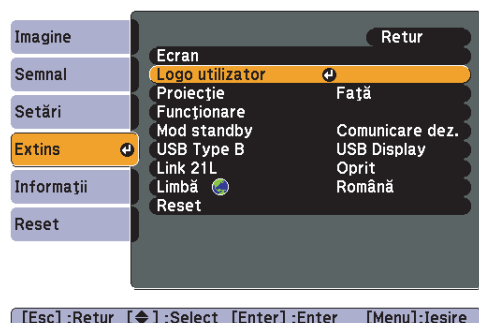 Imagine
Semnal
Setări
Extins
Informaţii
Reset
Retur
Ecran
Logo utilizator
Proiecţie Faţă
Funcţionare
Mod standby Comunicare dez.
USB Type B USB Display
Link 21L Oprit
Limbă Română
Reset
[Esc] :Retur [ ] :Select [Enter] :Enter [Menu]:Ieşire